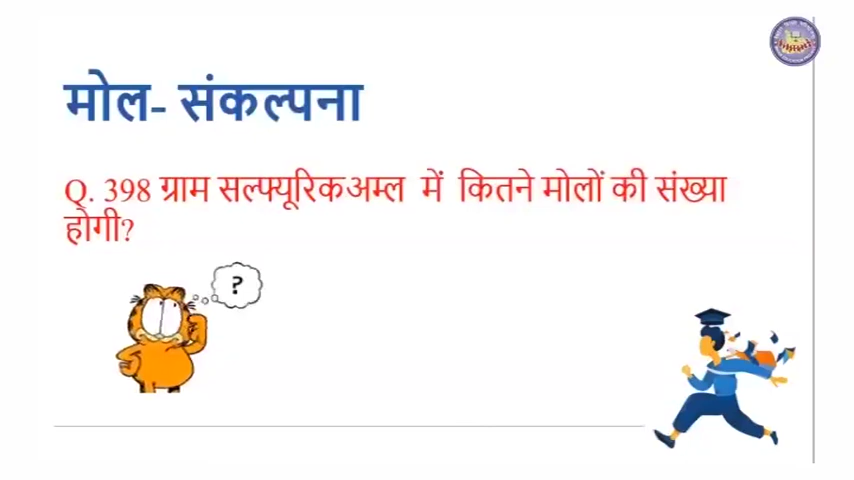 मोल- संकल्पना
Q. 398 ग्राम सल्फ्यूरिकअम्ल में कितने मोलों की संख्या
होगी?
?